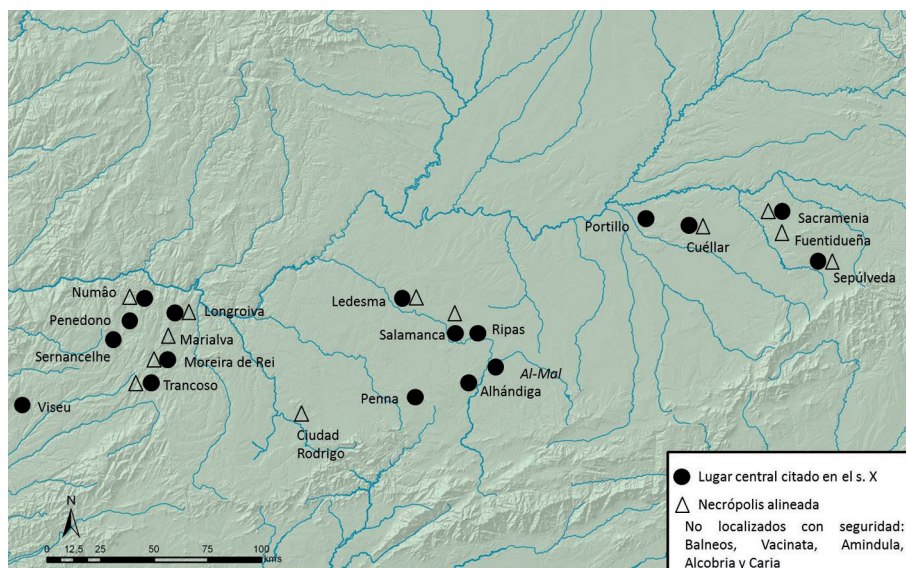 Portillo
Cuéllar
Sacramenia
Fuentidueña
Sepúlveda
Numâo
Longroiva
Penedono
Marialva
Sernancelhe
Moreira de Rei
Trancoso
Viseu
Ledesma
Salamanca
Ripas
Al-Mal
Alhándiga
Penna
Ciudad
Rodrigo
N
0 12,5 25 50 75 100
kms
Lugar central citado en el s. X
Necrópolis alineada
No localizados con seguridad:
Balneos, Vacinata, Amindula,
Alcobria y Caria